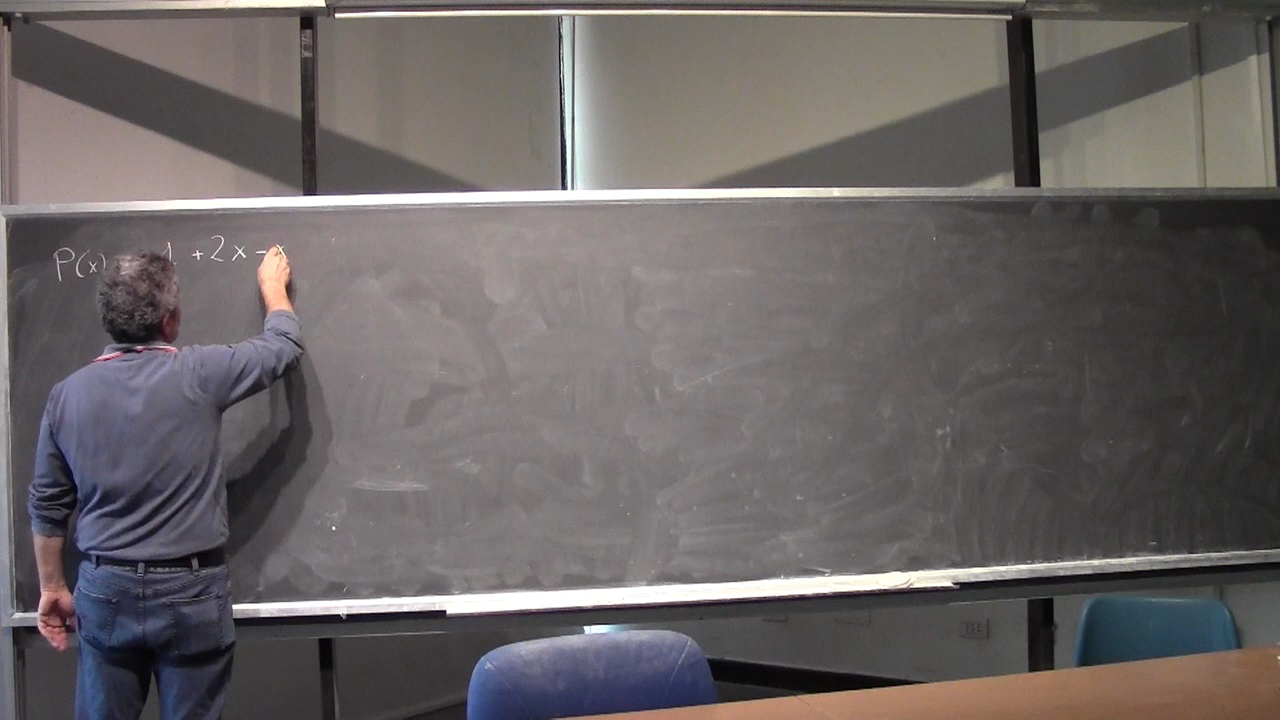 P(x) = 1 + 2x - x